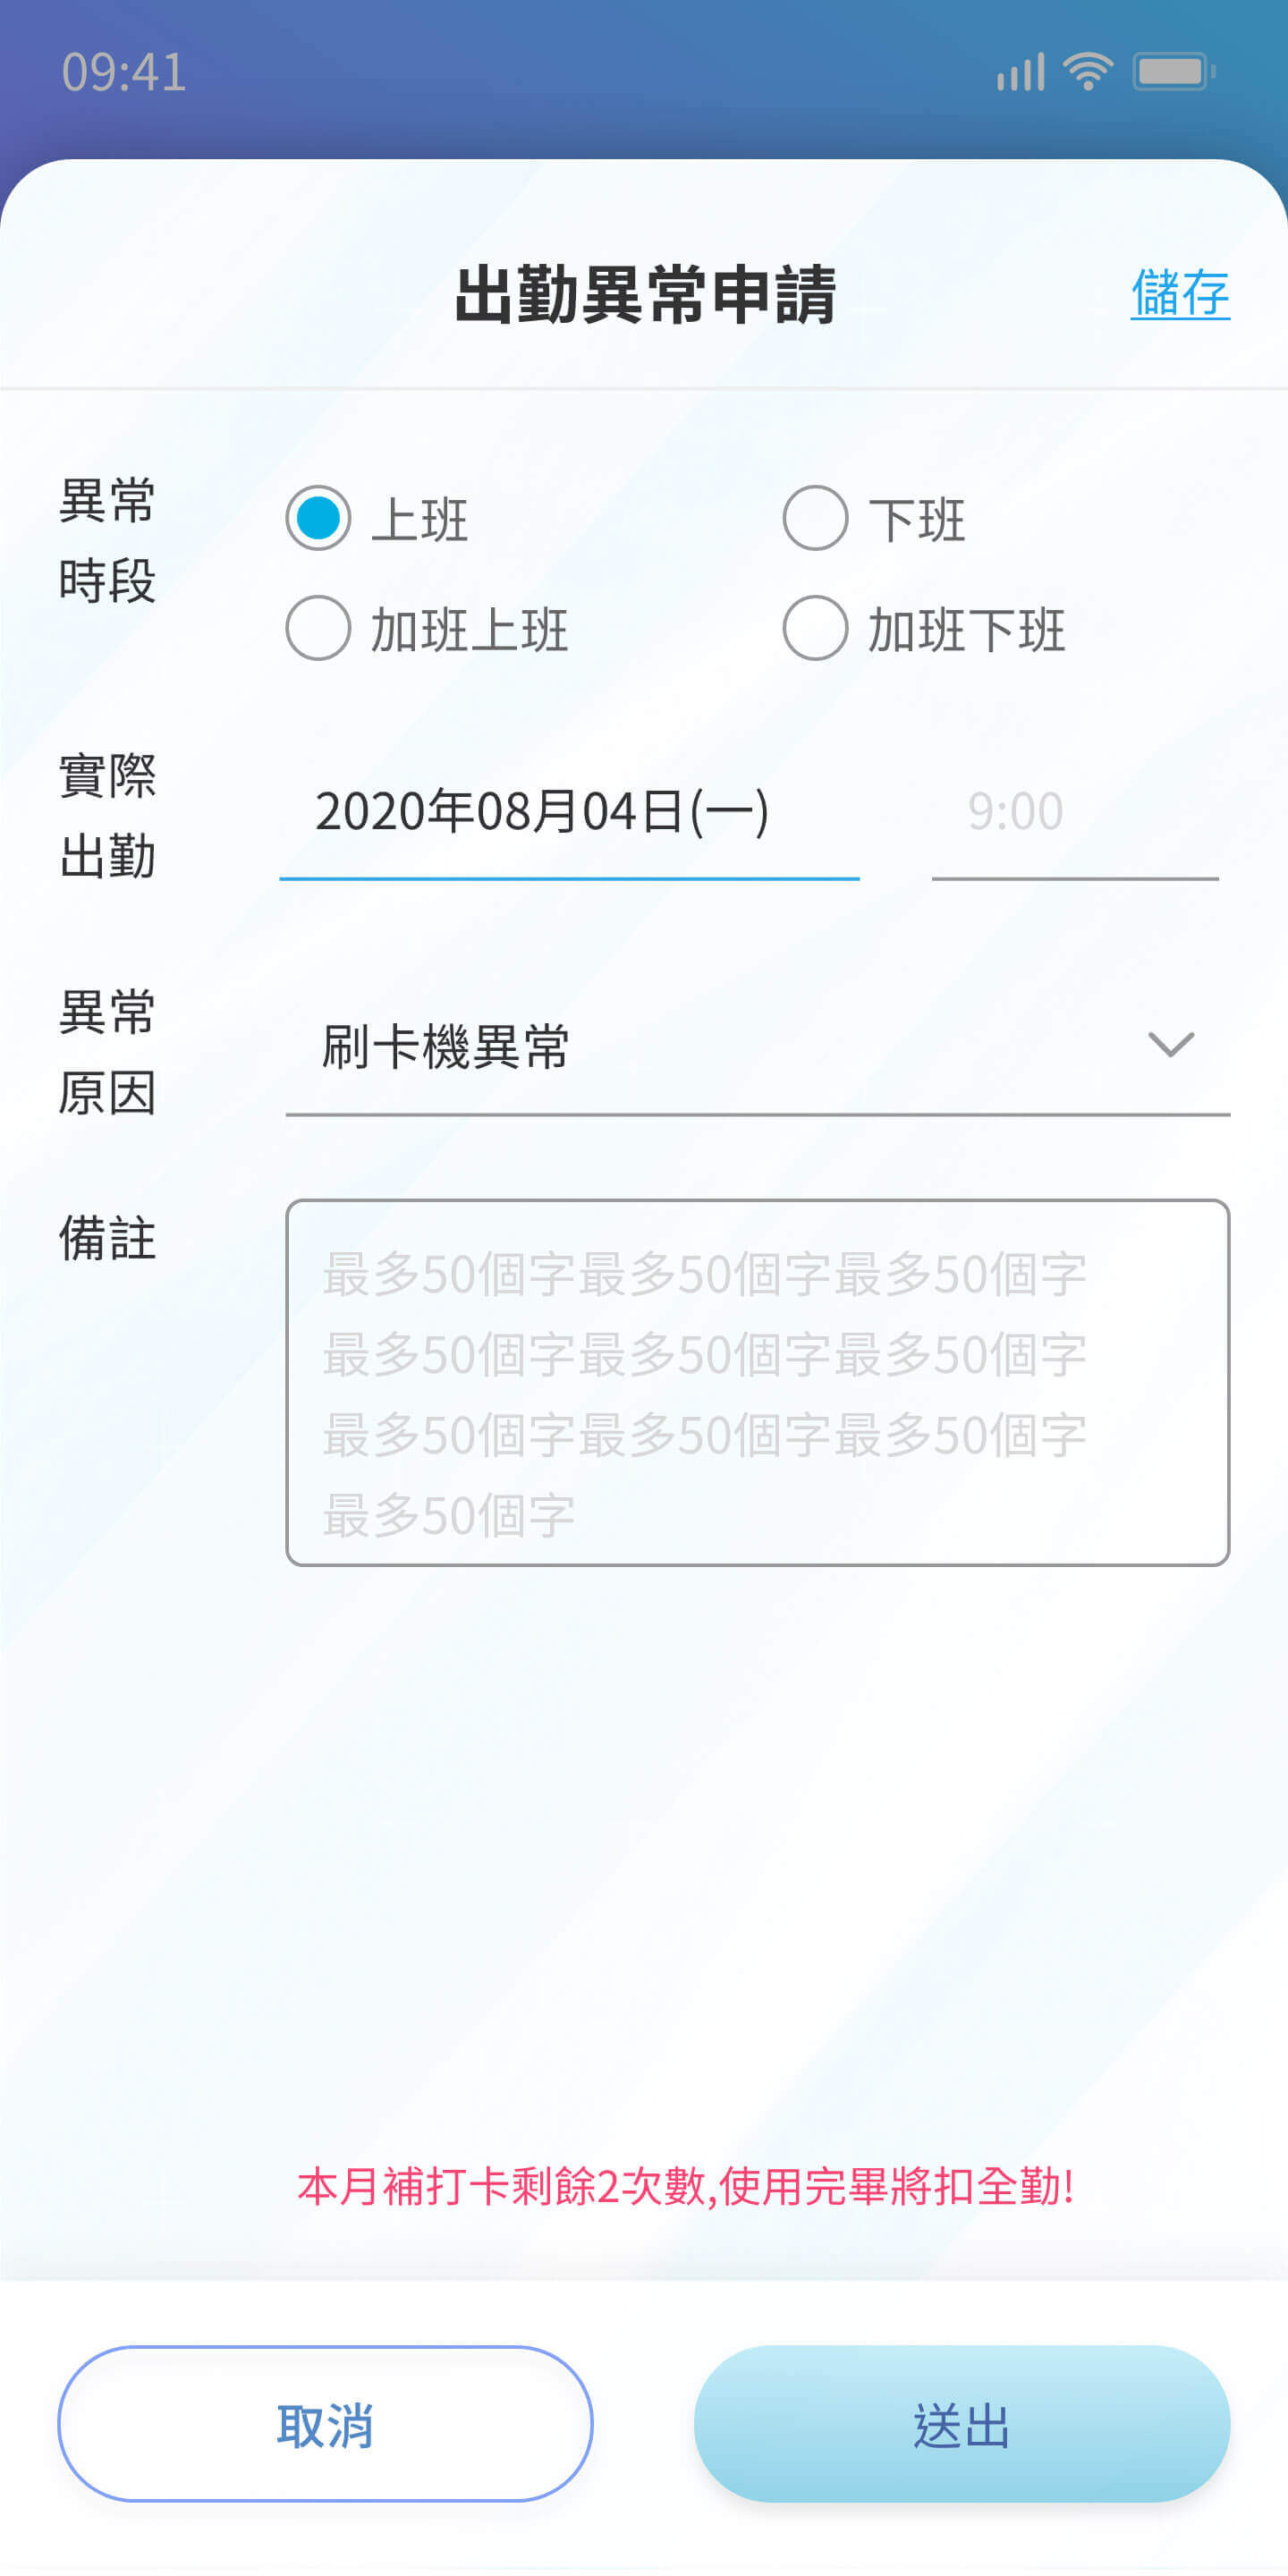 09:41
出勤異常申請
儲存
異常
時段
上班
下班
加班上班
加班下班
實際
出勤
2020年08月04日(一)
9:00
異常
原因
刷卡機異常
備註
最多50個字最多50個字最多50個字
最多50個字最多50個字最多50個字
最多50個字最多50個字最多50個字
最多50個字
本月補打卡剩餘2次數,使用完畢將扣全勤!
取消
送出